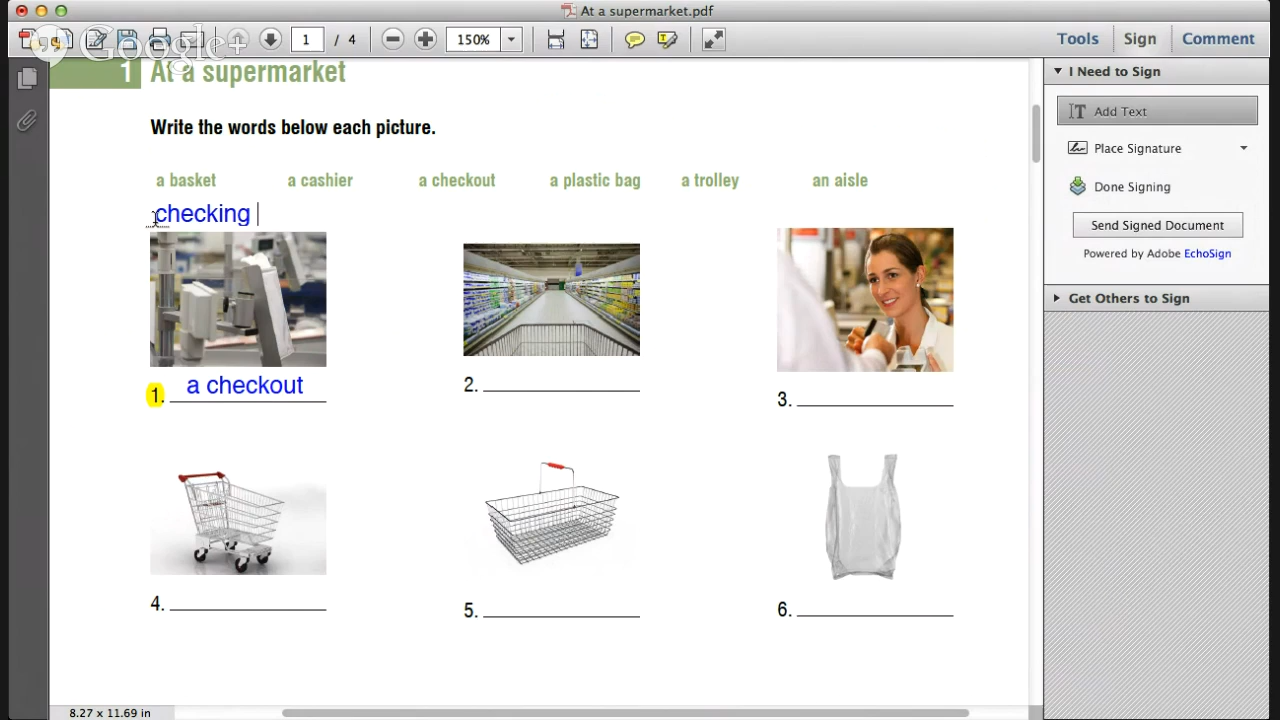 At a supermarket.pdf
Google+
1 / 4 150% Tools Sign Comment
I Need to Sign
Add Text
Place Signature
Done Signing
Send Signed Document
Powered by Adobe EchoSign
Get Others to Sign
1 At a supermarket
Write the words below each picture.
a basket a cashier a checkout a plastic bag a trolley an aisle
checking
1. a checkout
2.
3.
4.
5.
6.
8.27 x 11.69 in